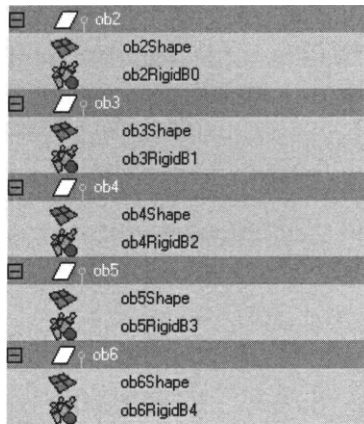 ob2
ob2Shape
ob2RigidB0
ob3
ob3Shape
ob3RigidB1
ob4
ob4Shape
ob4RigidB2
ob5
ob5Shape
ob5RigidB3
ob6
ob6Shape
ob6RigidB4